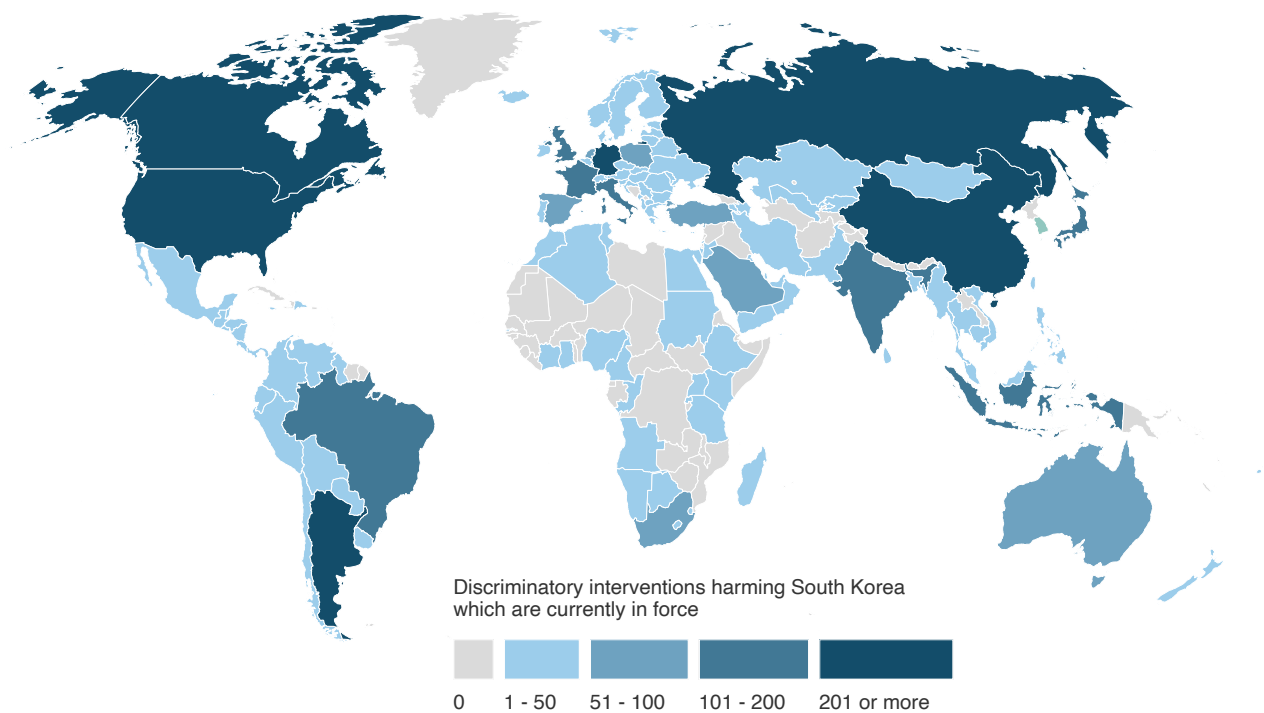 Discriminatory interventions harming South Korea
which are currently in force
0 1 - 50 51 - 100 101 - 200 201 or more